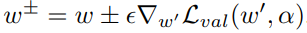 w^± = w ± ϵ∇_{w′} ℒ_{val}(w′, α)